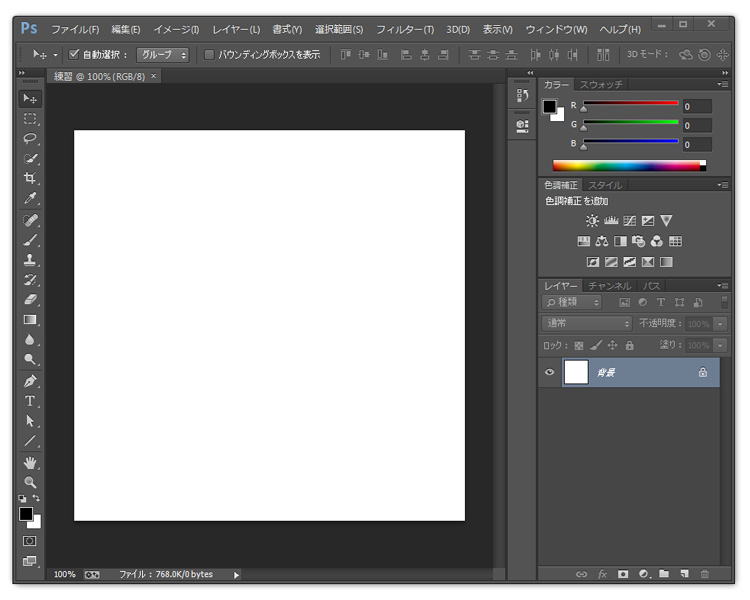 Ps ファイル(F) 編集(E) イメージ(I) レイヤー(L) 書式(Y) 選択範囲(S) フィルター(T) 3D(D) 表示(V) ウィンドウ(W) ヘルプ(H)
自動選択： グループ バウンディングボックスを表示 3Dモード：
練習 @ 100%(RGB/8) ×
カラー スウォッチ
R 0
G 0
B 0
色調補正 スタイル
色調補正を追加
レイヤー チャンネル パス
種類
通常 不透明度： 100%
ロック： 塗り： 100%
背景
100% ファイル：768.0K/0 bytes